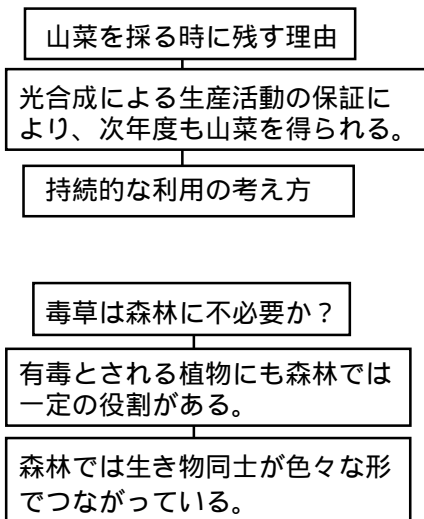 山菜を採る時に残す理由
光合成による生産活動の保証に
より、次年度も山菜を得られる。
持続的な利用の考え方
毒草は森林に不必要か？
有毒とされる植物にも森林では
一定の役割がある。
森林では生き物同士が色々な形
でつながっている。